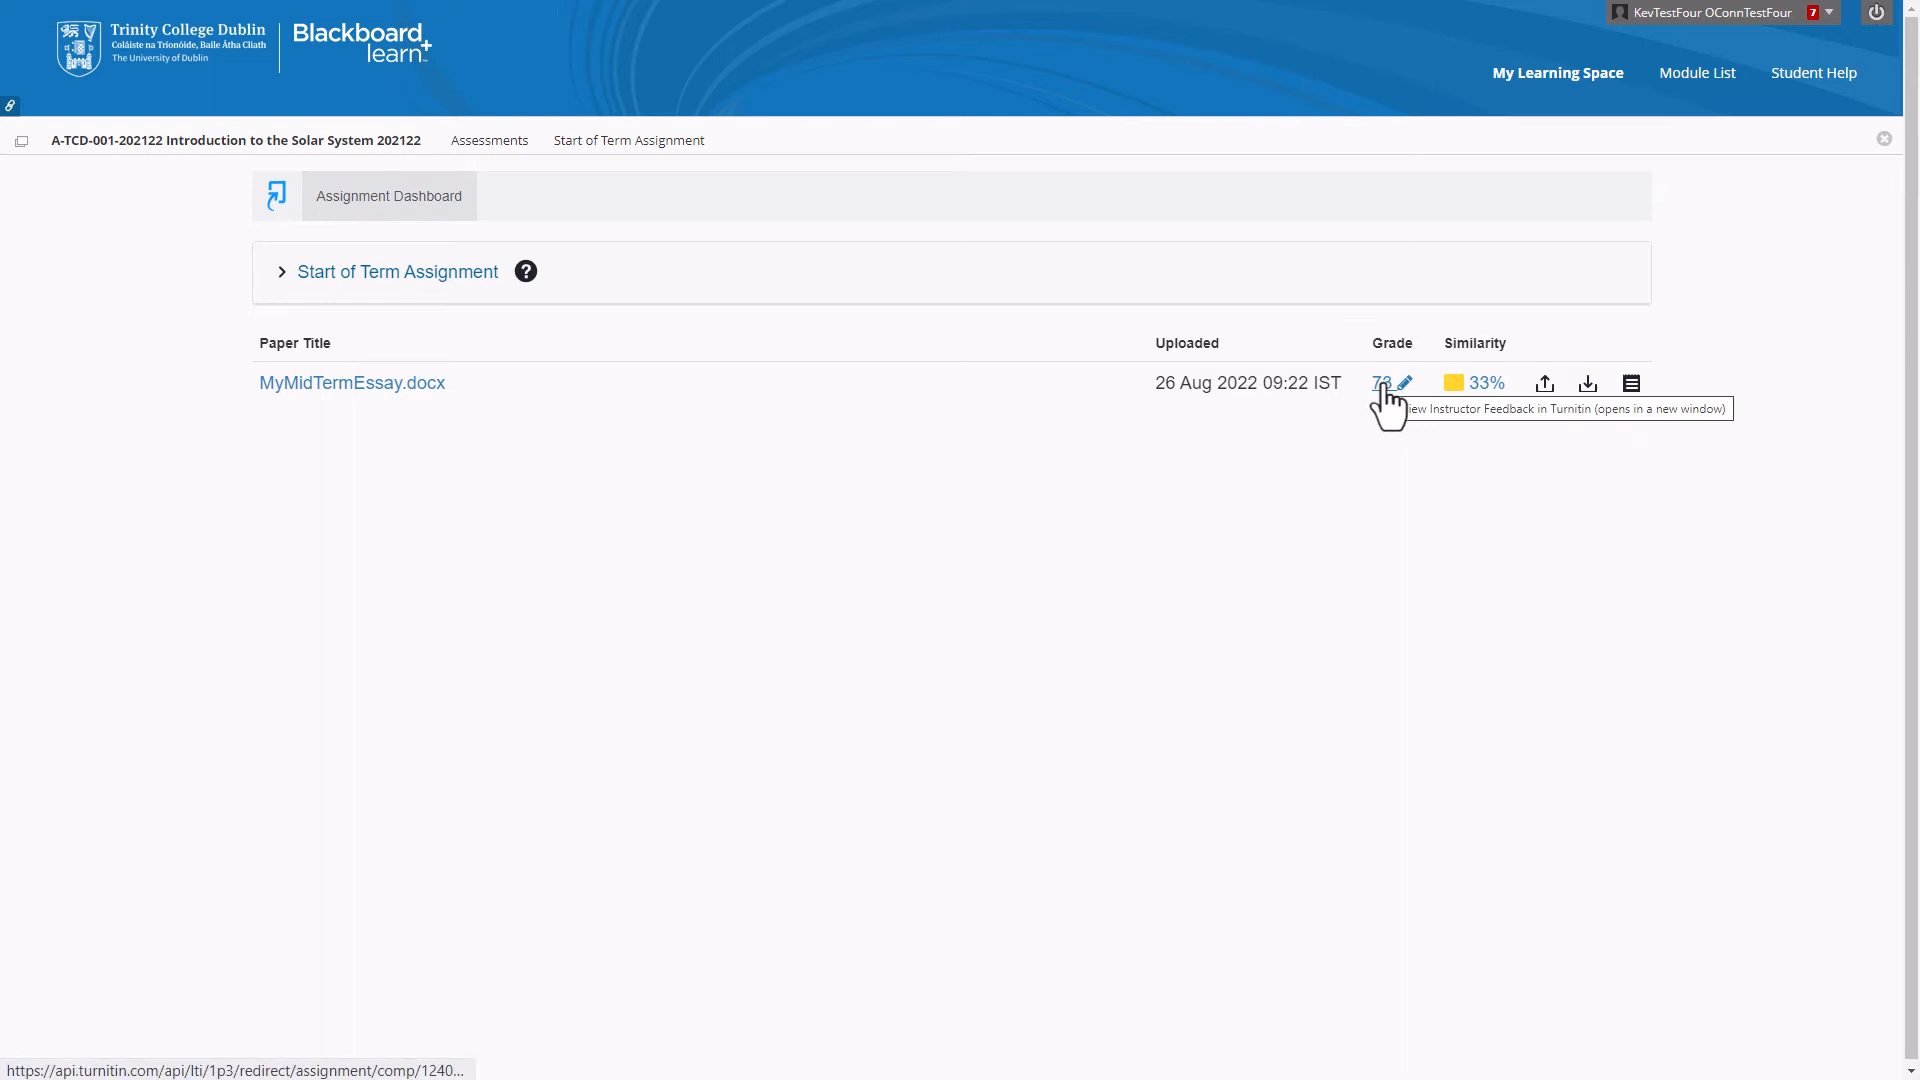 KevTestFour OConnTestFour 7
Trinity College Dublin
Coláiste na Tríonóide, Baile Átha Cliath
The University of Dublin
Blackboard
learn+
My Learning Space Module List Student Help
A-TCD-001-202122 Introduction to the Solar System 202122 Assessments Start of Term Assignment
Assignment Dashboard
Start of Term Assignment ?
Paper Title Uploaded Grade Similarity
MyMidTermEssay.docx 26 Aug 2022 09:22 IST 73 33%
iew Instructor Feedback in Turnitin (opens in a new window)
https://api.turnitin.com/api/lti/1p3/redirect/assignment/comp/1240...